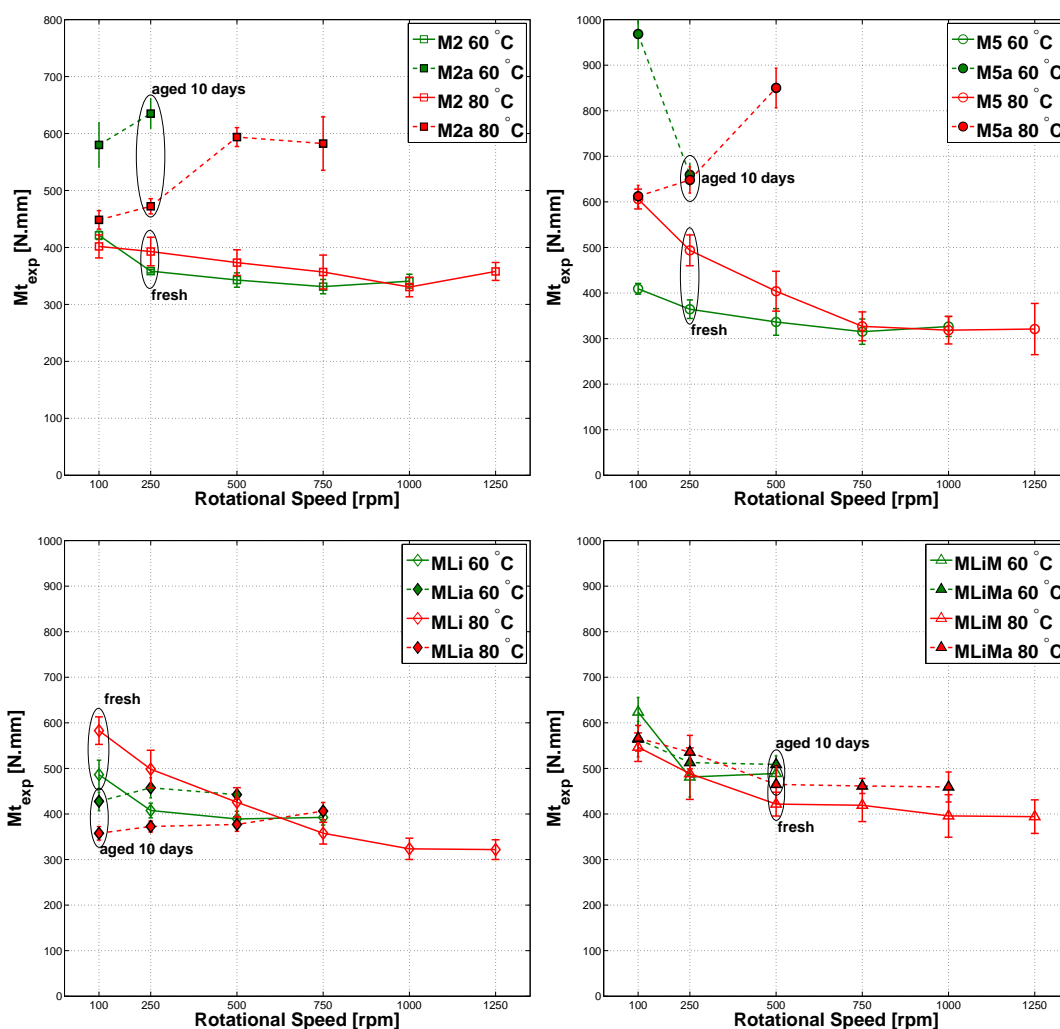 800
700
600
500
400
300
200
100
0
Mt_exp [N.mm]
M2 60 °C
M2a 60 °C
M2 80 °C
M2a 80 °C
aged 10 days
fresh
100 250 500 750 1000 1250
Rotational Speed [rpm]
1000
900
800
700
600
500
400
300
200
100
0
Mt_exp [N.mm]
M5 60 °C
M5a 60 °C
M5 80 °C
M5a 80 °C
aged 10 days
fresh
100 250 500 750 1000 1250
Rotational Speed [rpm]
1000
900
800
700
600
500
400
300
200
100
0
Mt_exp [N.mm]
MLi 60 °C
MLia 60 °C
MLi 80 °C
MLia 80 °C
fresh
aged 10 days
100 250 500 750 1000 1250
Rotational Speed [rpm]
1000
900
800
700
600
500
400
300
200
100
0
Mt_exp [N.mm]
MLiM 60 °C
MLiMa 60 °C
MLiM 80 °C
MLiMa 80 °C
aged 10 days
fresh
100 250 500 750 1000 1250
Rotational Speed [rpm]